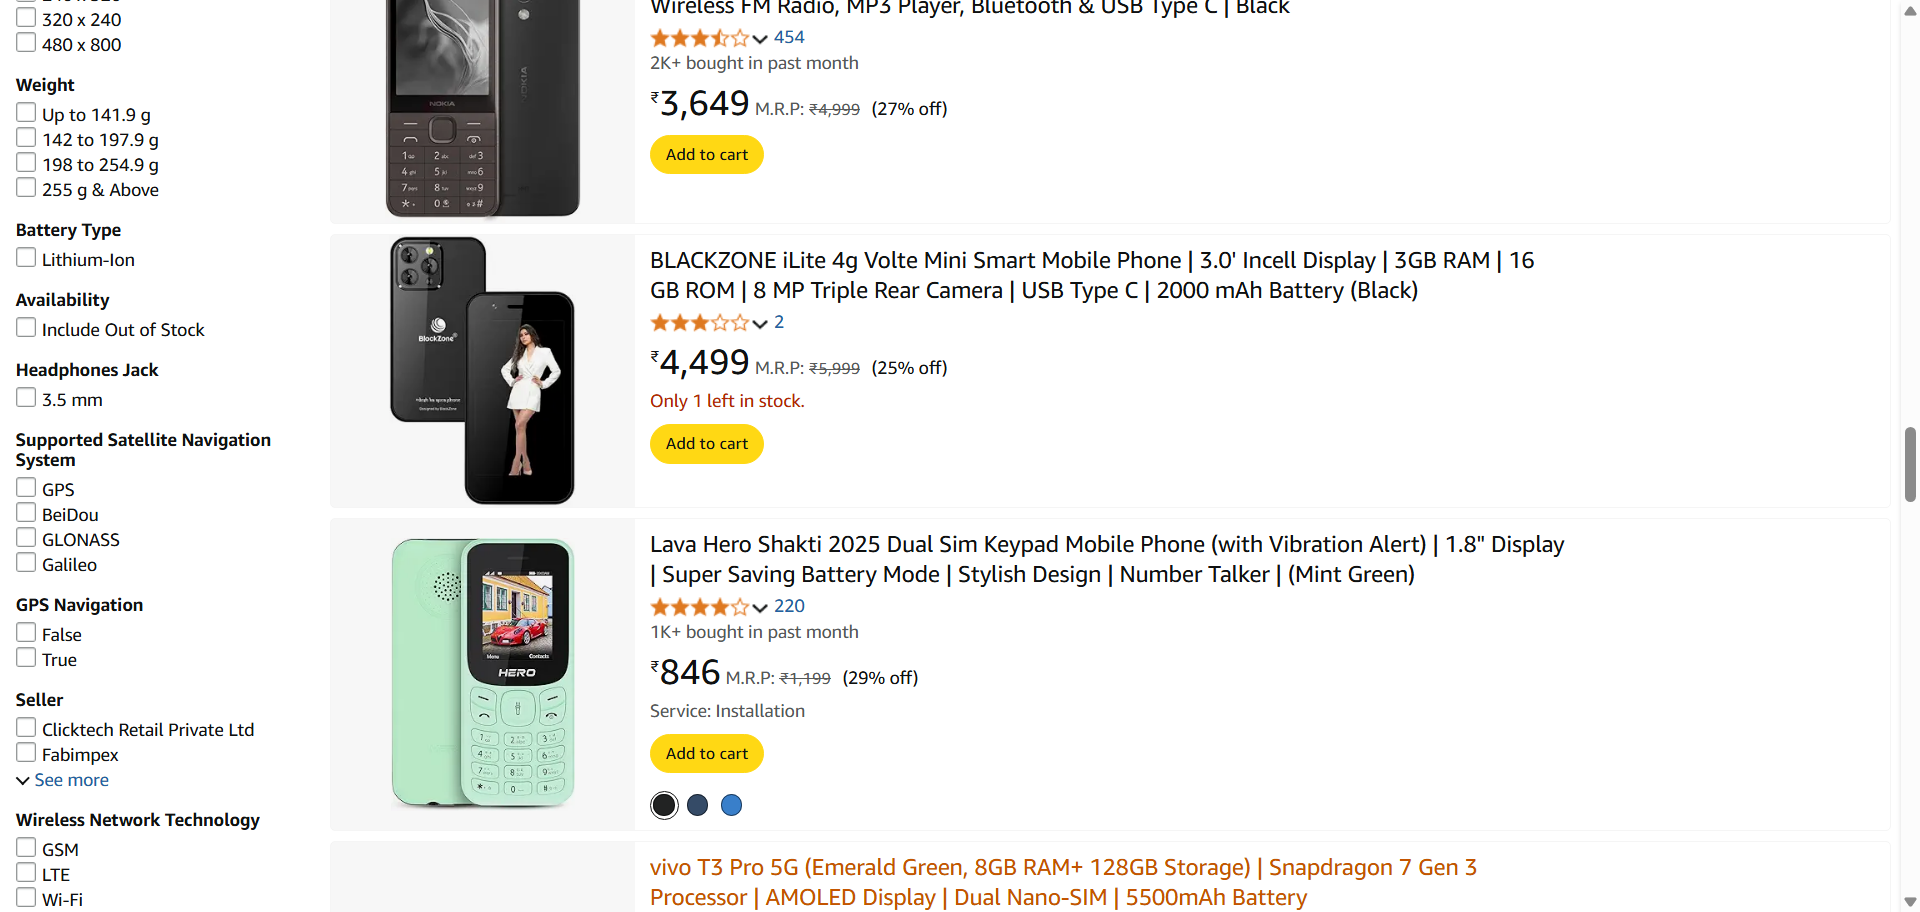 320 x 240
480 x 800
Weight
Up to 141.9 g
142 to 197.9 g
198 to 254.9 g
255 g & Above
Battery Type
Lithium-Ion
Availability
Include Out of Stock
Headphones Jack
3.5 mm
Supported Satellite Navigation
System
GPS
BeiDou
GLONASS
Galileo
GPS Navigation
False
True
Seller
Clicktech Retail Private Ltd
Fabimpex
See more
Wireless Network Technology
GSM
LTE
Wi-Fi
NOKIA
NOKIA
Wireless FM Radio, MP3 Player, Bluetooth & USB Type C | Black
454
2K+ bought in past month
₹3,649 M.R.P: ₹4,999 (27% off)
Add to cart
BlackZone
BLACKZONE iLite 4g Volte Mini Smart Mobile Phone | 3.0' Incell Display | 3GB RAM | 16
GB ROM | 8 MP Triple Rear Camera | USB Type C | 2000 mAh Battery (Black)
2
₹4,499 M.R.P: ₹5,999 (25% off)
Only 1 left in stock.
Add to cart
Menu Contacts
HERO
Lava Hero Shakti 2025 Dual Sim Keypad Mobile Phone (with Vibration Alert) | 1.8" Display
| Super Saving Battery Mode | Stylish Design | Number Talker | (Mint Green)
220
1K+ bought in past month
₹846 M.R.P: ₹1,199 (29% off)
Service: Installation
Add to cart
vivo T3 Pro 5G (Emerald Green, 8GB RAM+ 128GB Storage) | Snapdragon 7 Gen 3
Processor | AMOLED Display | Dual Nano-SIM | 5500mAh Battery